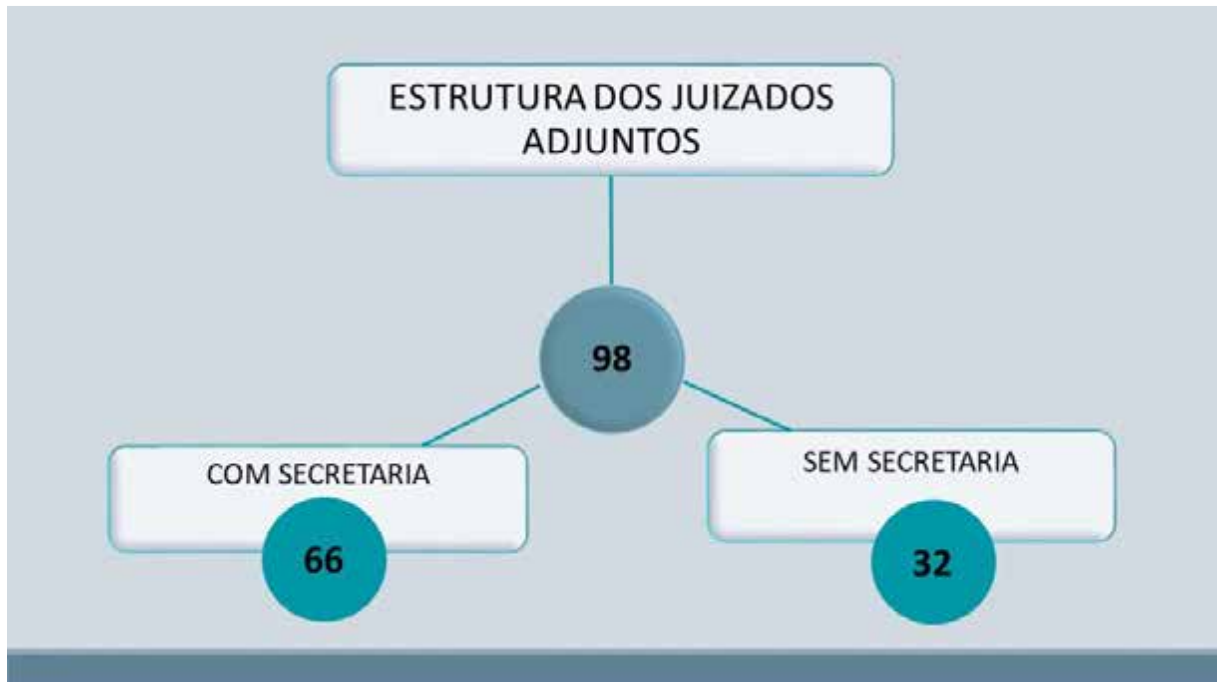 ESTRUTURA DOS JUIZADOS
ADJUNTOS
98
COM SECRETARIA
66
SEM SECRETARIA
32